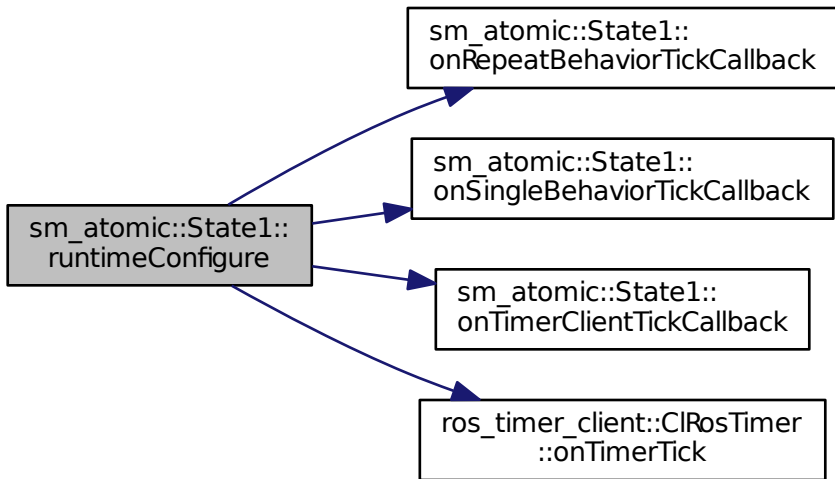 sm_atomic::State1::
runtimeConfigure
sm_atomic::State1::
onRepeatBehaviorTickCallback
sm_atomic::State1::
onSingleBehaviorTickCallback
sm_atomic::State1::
onTimerClientTickCallback
ros_timer_client::ClRosTimer
::onTimerTick